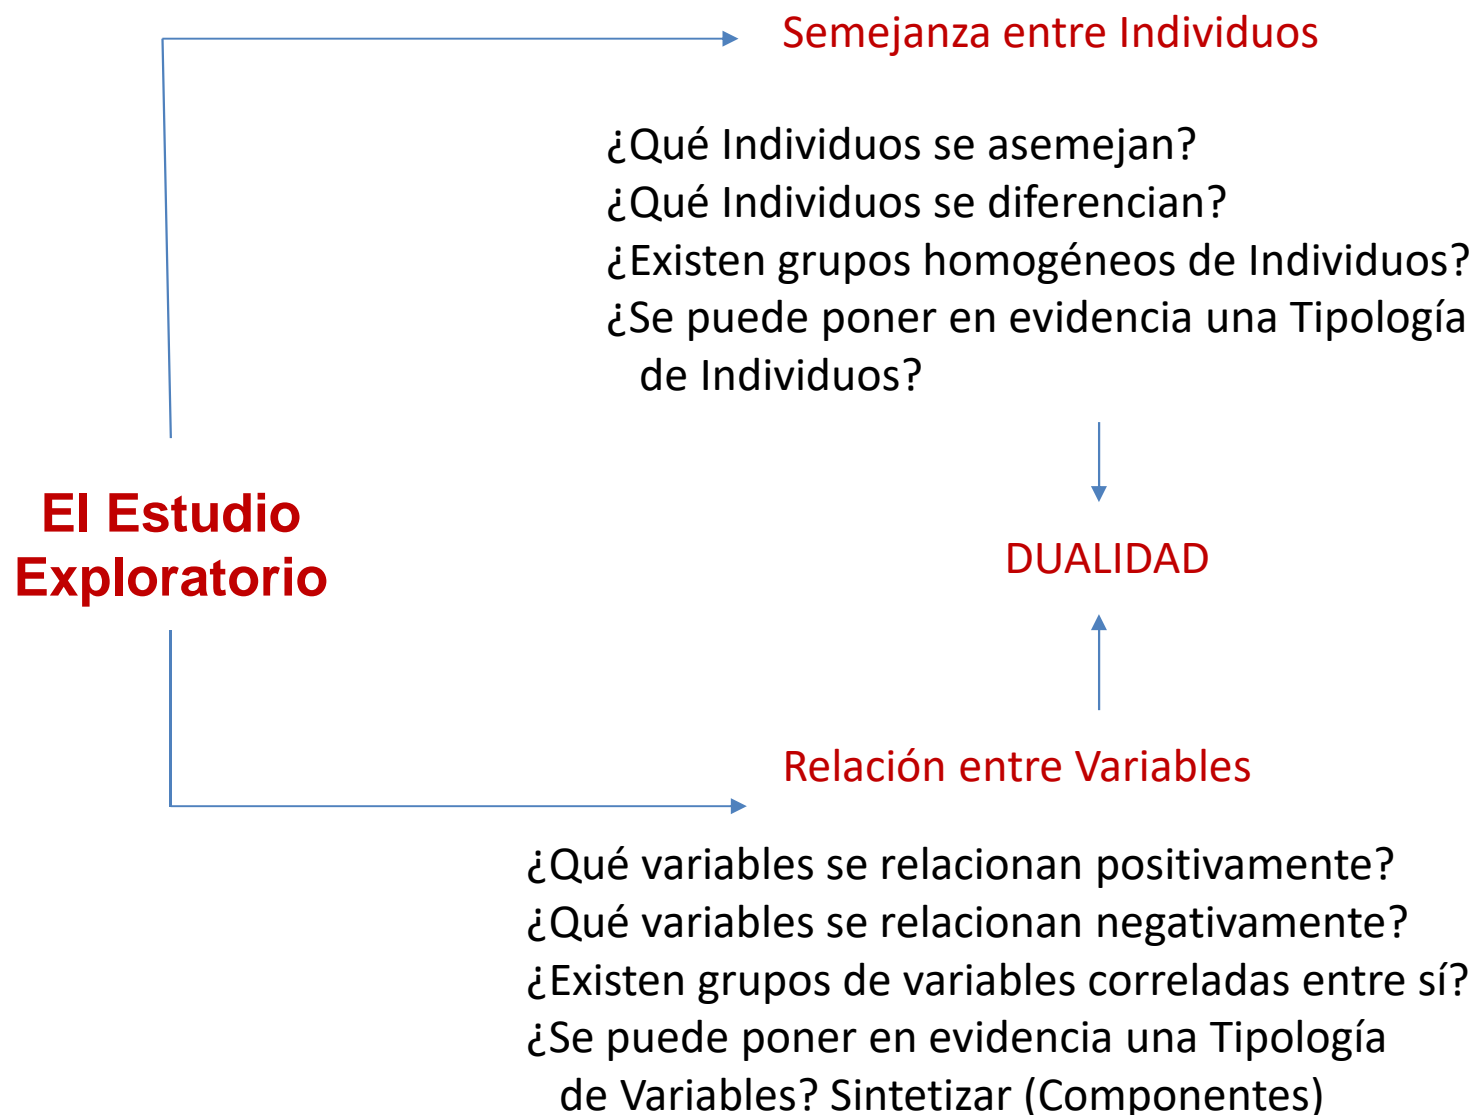 Semejanza entre Individuos
¿Qué Individuos se asemejan?
¿Qué Individuos se diferencian?
¿Existen grupos homogéneos de Individuos?
¿Se puede poner en evidencia una Tipología
de Individuos?
El Estudio
Exploratorio
DUALIDAD
Relación entre Variables
¿Qué variables se relacionan positivamente?
¿Qué variables se relacionan negativamente?
¿Existen grupos de variables correladas entre sí?
¿Se puede poner en evidencia una Tipología
de Variables? Sintetizar (Componentes)